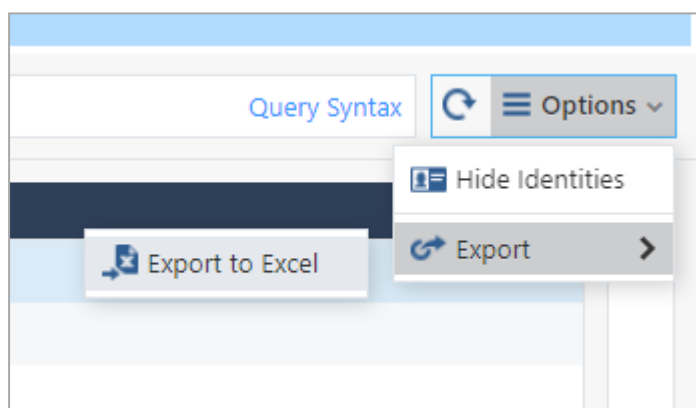 Query Syntax
Options
Hide Identities
Export
Export to Excel